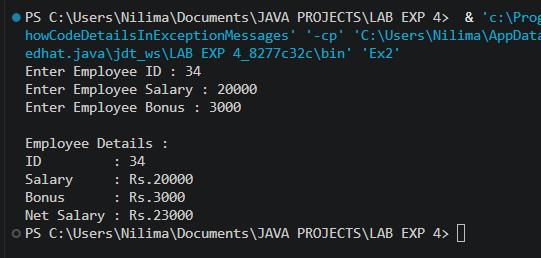 PS C:\Users\Nilima\Documents\JAVA PROJECTS\LAB EXP 4>  & 'c:\Prog
howCodeDetailsInExceptionMessages' '-cp' 'C:\Users\Nilima\AppData
edhat.java\jdt_ws\LAB EXP 4_8277c32c\bin' 'Ex2'
Enter Employee ID : 34
Enter Employee Salary : 20000
Enter Employee Bonus : 3000

Employee Details :
ID         : 34
Salary     : Rs.20000
Bonus      : Rs.3000
Net Salary : Rs.23000
PS C:\Users\Nilima\Documents\JAVA PROJECTS\LAB EXP 4>